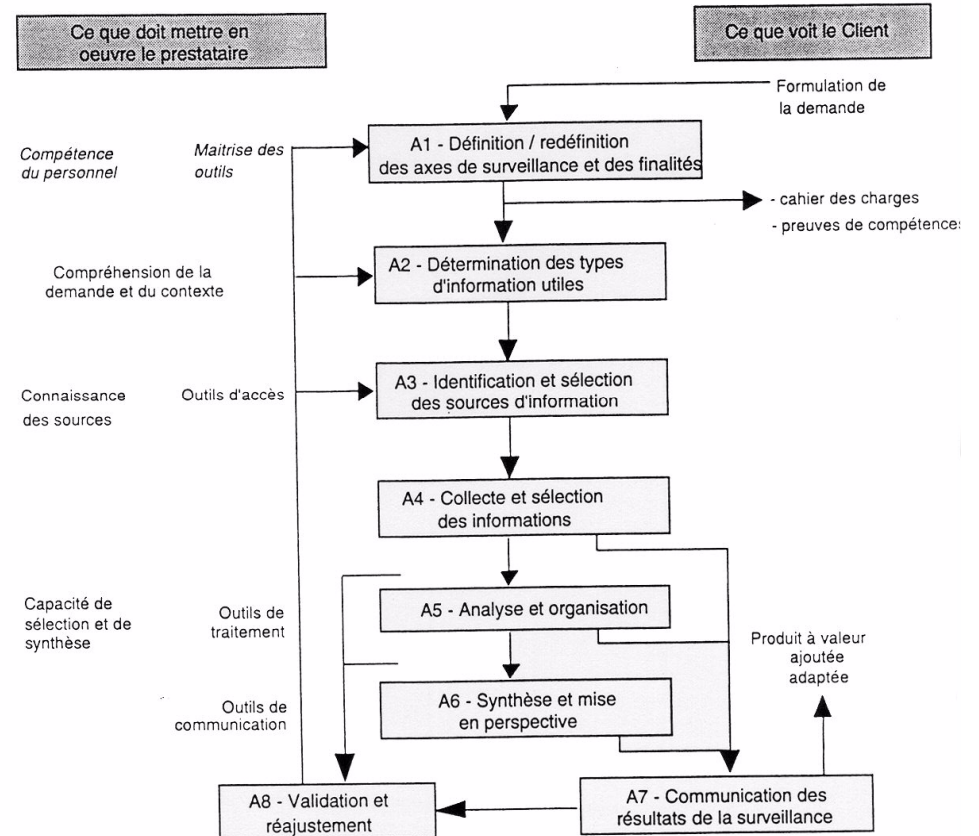 Ce que doit mettre en
oeuvre le prestataire
Ce que voit le Client
Formulation de
la demande
Compétence
du personnel
Maitrise des
outils
A1 - Définition / redéfinition
des axes de surveillance et des finalités
- cahier des charges
- preuves de compétences
Compréhension de la
demande et du contexte
A2 - Détermination des types
d'information utiles
Connaissance
des sources
Outils d'accès
A3 - Identification et sélection
des sources d'information
A4 - Collecte et sélection
des informations
Capacité de
sélection et de
synthèse
Outils de
traitement
A5 - Analyse et organisation
Produit à valeur
ajoutée
adaptée
Outils de
communication
A6 - Synthèse et mise
en perspective
A8 - Validation et
réajustement
A7 - Communication des
résultats de la surveillance